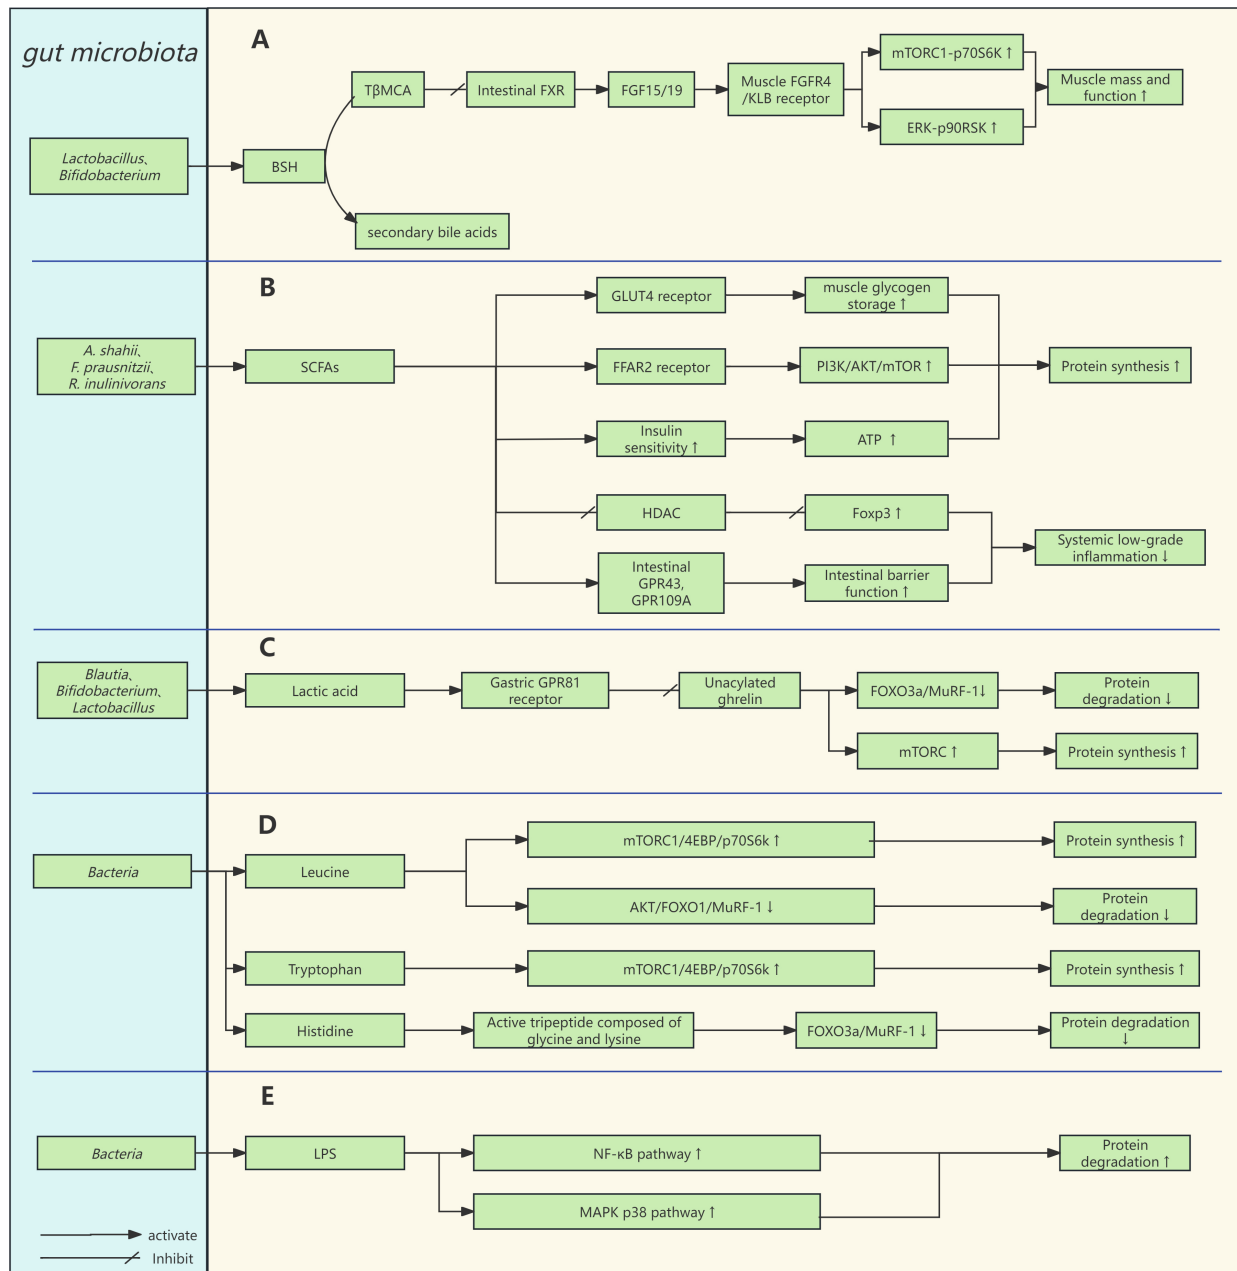 gut microbiota
A
TβMCA
Intestinal FXR
FGF15/19
Muscle FGFR4
/KLB receptor
mTORC1-p70S6K ↑
ERK-p90RSK ↑
Muscle mass and
function ↑
Lactobacillus、
Bifidobacterium
BSH
secondary bile acids
B
A. shahii、
F. prausnitzii、
R. inulinivorans
SCFAs
GLUT4 receptor
muscle glycogen
storage ↑
FFAR2 receptor
PI3K/AKT/mTOR ↑
Protein synthesis ↑
Insulin
sensitivity ↑
ATP ↑
HDAC
Foxp3 ↑
Systemic low-grade
inflammation ↓
Intestinal
GPR43,
GPR109A
Intestinal barrier
function ↑
C
Blautia、
Bifidobacterium、
Lactobacillus
Lactic acid
Gastric GPR81
receptor
Unacylated
ghrelin
FOXO3a/MuRF-1↓
Protein
degradation ↓
mTORC ↑
Protein synthesis ↑
D
Bacteria
Leucine
mTORC1/4EBP/p70S6k ↑
Protein synthesis ↑
AKT/FOXO1/MuRF-1 ↓
Protein
degradation ↓
Tryptophan
mTORC1/4EBP/p70S6k ↑
Protein synthesis ↑
Histidine
Active tripeptide composed of
glycine and lysine
FOXO3a/MuRF-1 ↓
Protein degradation
↓
E
Bacteria
LPS
NF-κB pathway ↑
Protein
degradation ↑
MAPK p38 pathway ↑
activate
Inhibit